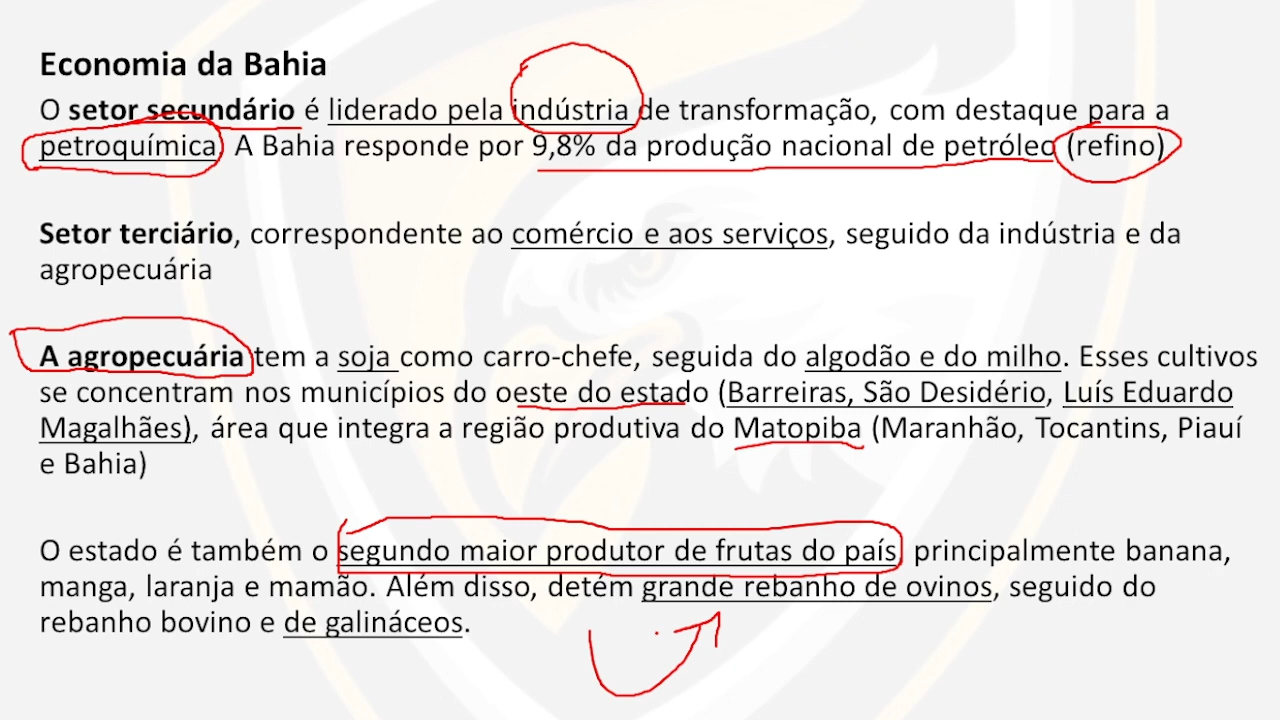 Economia da Bahia
O setor secundário é liderado pela indústria de transformação, com destaque para a
petroquímica. A Bahia responde por 9,8% da produção nacional de petróleo (refino)
Setor terciário, correspondente ao comércio e aos serviços, seguido da indústria e da
agropecuária
A agropecuária tem a soja como carro-chefe, seguida do algodão e do milho. Esses cultivos
se concentram nos municípios do oeste do estado (Barreiras, São Desidério, Luís Eduardo
Magalhães), área que integra a região produtiva do Matopiba (Maranhão, Tocantins, Piauí
e Bahia)
O estado é também o segundo maior produtor de frutas do país, principalmente banana,
manga, laranja e mamão. Além disso, detém grande rebanho de ovinos, seguido do
rebanho bovino e de galináceos.